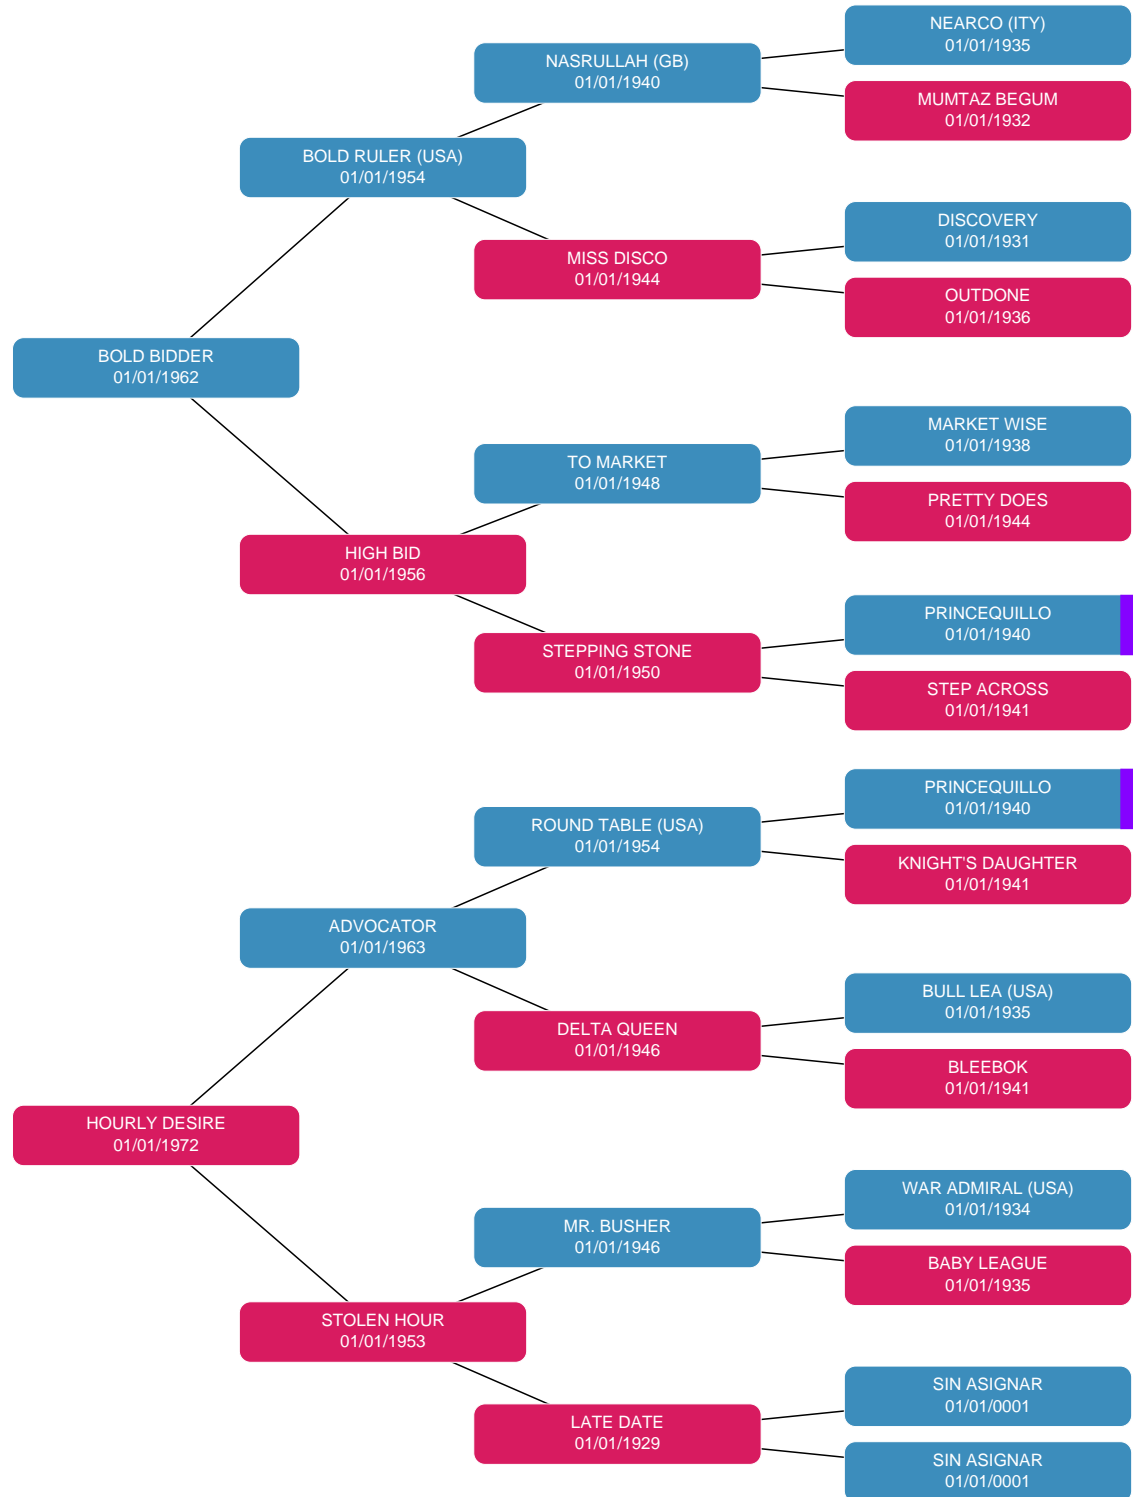 NEARCO (ITY)
01/01/1935
NASRULLAH (GB)
01/01/1940
MUMTAZ BEGUM
01/01/1932
BOLD RULER (USA)
01/01/1954
DISCOVERY
01/01/1931
MISS DISCO
01/01/1944
OUTDONE
01/01/1936
BOLD BIDDER
01/01/1962
MARKET WISE
01/01/1938
TO MARKET
01/01/1948
PRETTY DOES
01/01/1944
HIGH BID
01/01/1956
PRINCEQUILLO
01/01/1940
STEPPING STONE
01/01/1950
STEP ACROSS
01/01/1941
PRINCEQUILLO
01/01/1940
ROUND TABLE (USA)
01/01/1954
KNIGHT'S DAUGHTER
01/01/1941
ADVOCATOR
01/01/1963
BULL LEA (USA)
01/01/1935
DELTA QUEEN
01/01/1946
BLEEBOK
01/01/1941
HOURLY DESIRE
01/01/1972
WAR ADMIRAL (USA)
01/01/1934
MR. BUSHER
01/01/1946
BABY LEAGUE
01/01/1935
STOLEN HOUR
01/01/1953
SIN ASIGNAR
01/01/0001
LATE DATE
01/01/1929
SIN ASIGNAR
01/01/0001